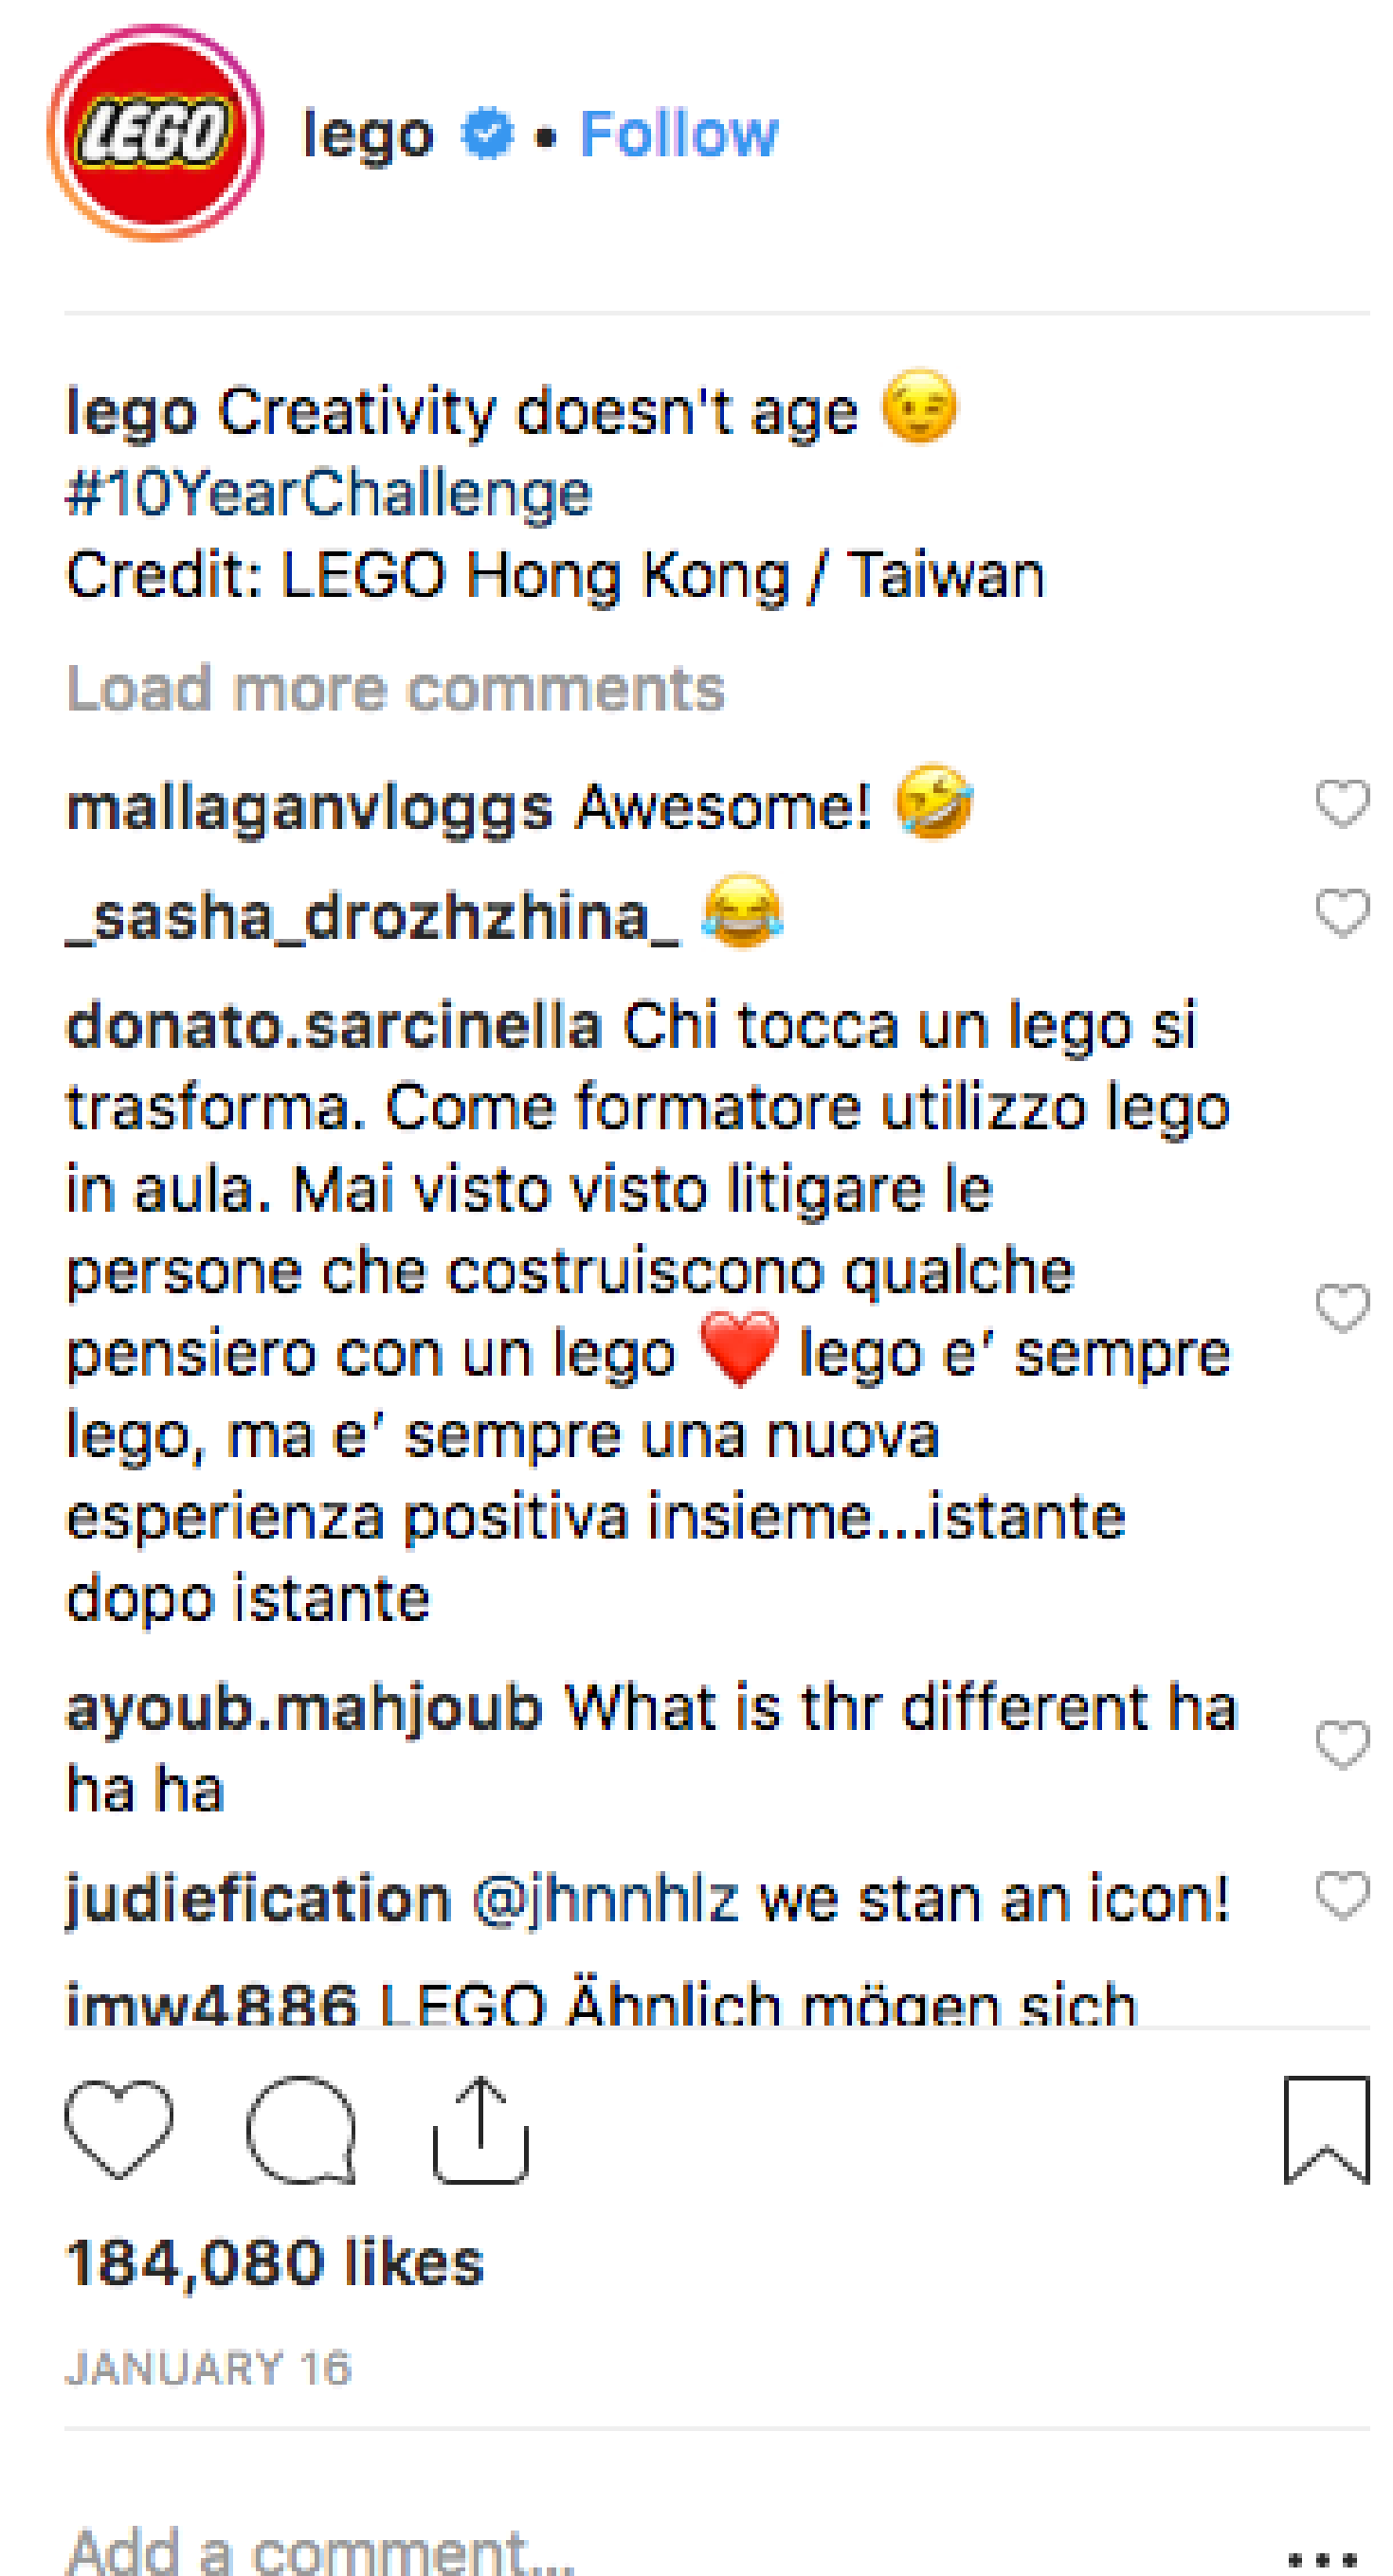 LEGO
lego • Follow
lego Creativity doesn't age 😉
#10YearChallenge
Credit: LEGO Hong Kong / Taiwan
Load more comments
mallaganvloggs Awesome! 🤣
_sasha_drozhzhina_ 😂
donato.sarcinella Chi tocca un lego si
trasforma. Come formatore utilizzo lego
in aula. Mai visto visto litigare le
persone che costruiscono qualche
pensiero con un lego ❤️ lego e’ sempre
lego, ma e’ sempre una nuova
esperienza positiva insieme...istante
dopo istante
ayoub.mahjoub What is thr different ha
ha ha
judiefication @jhnnhlz we stan an icon!
imw4886 LEGO Ähnlich mögen sich
184,080 likes
JANUARY 16
Add a comment...